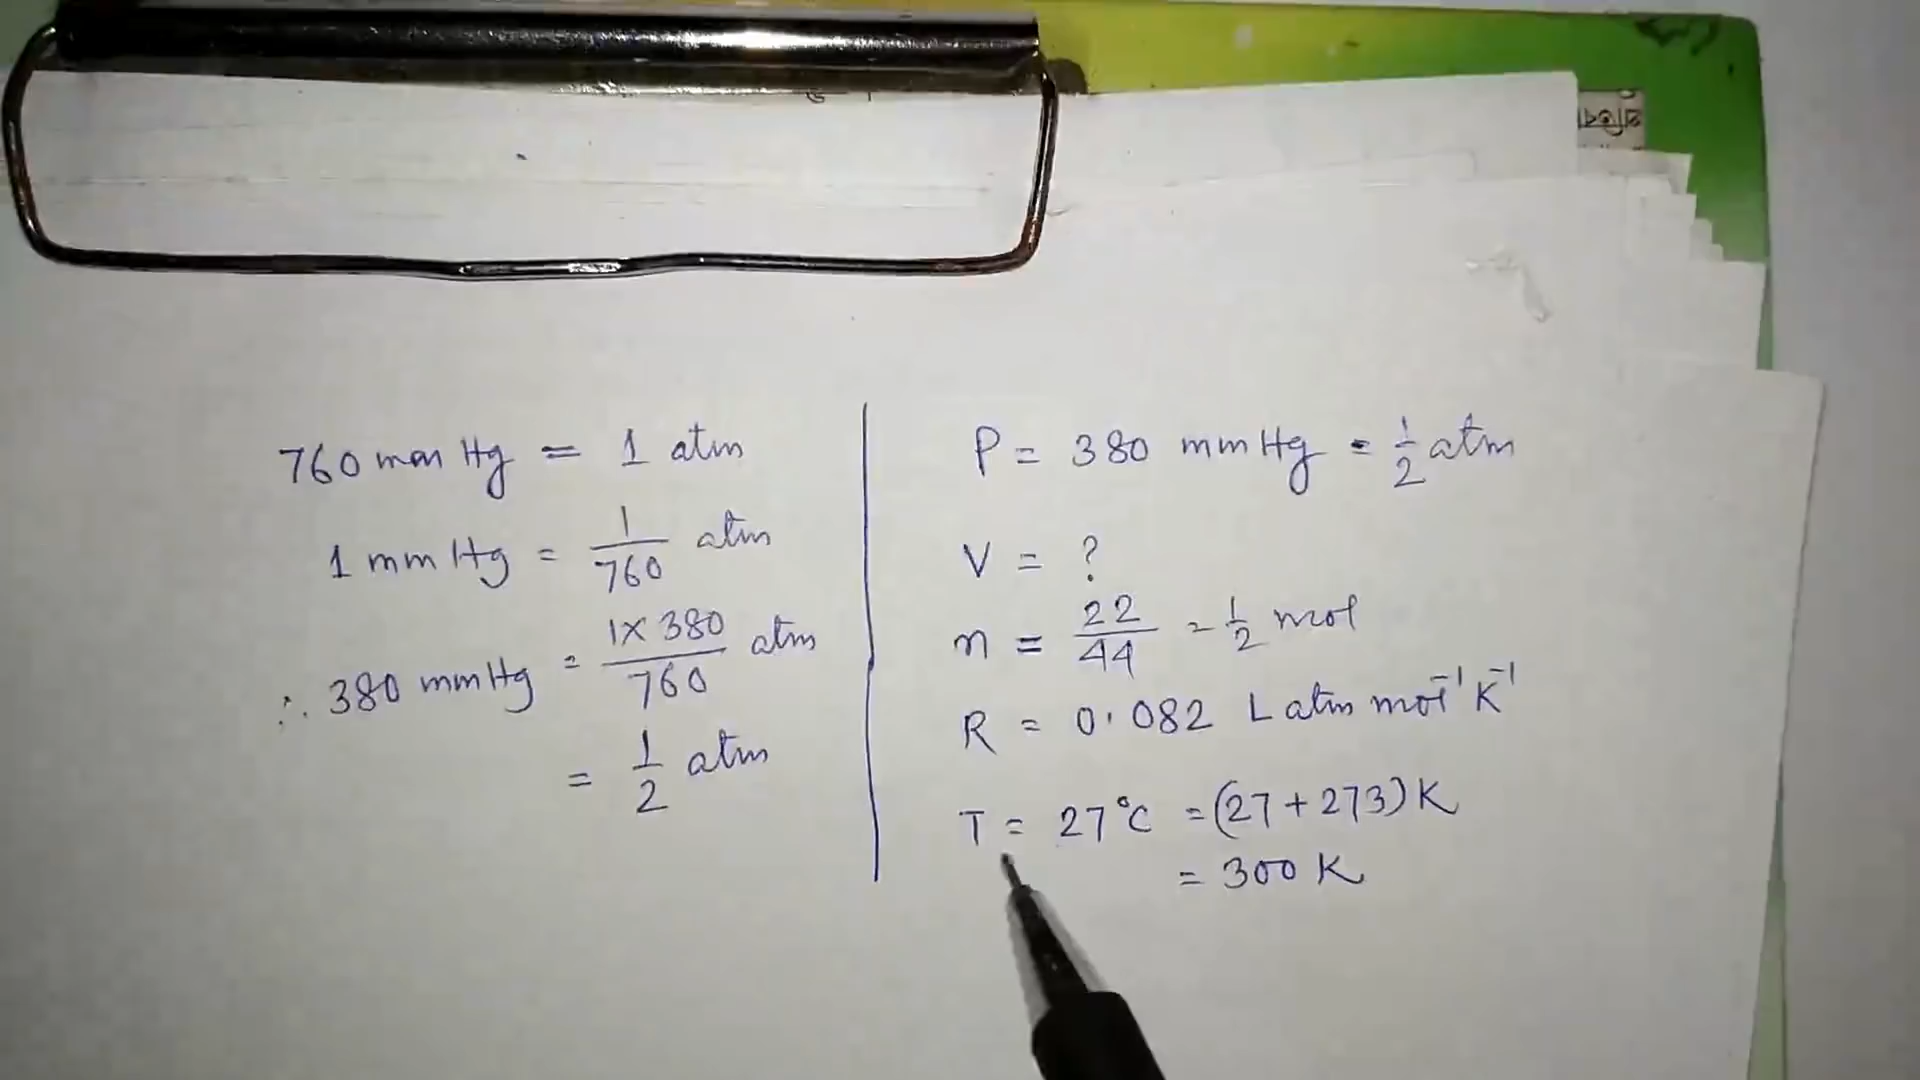 760 mm Hg = 1 atm
1 mm Hg = 1/760 atm
∴ 380 mm Hg = 1×380/760 atm
= 1/2 atm
P = 380 mm Hg = 1/2 atm
V = ?
n = 22/44 = 1/2 mol
R = 0.082 L atm mol⁻¹ K⁻¹
T = 27°C = (27+273) K
= 300 K